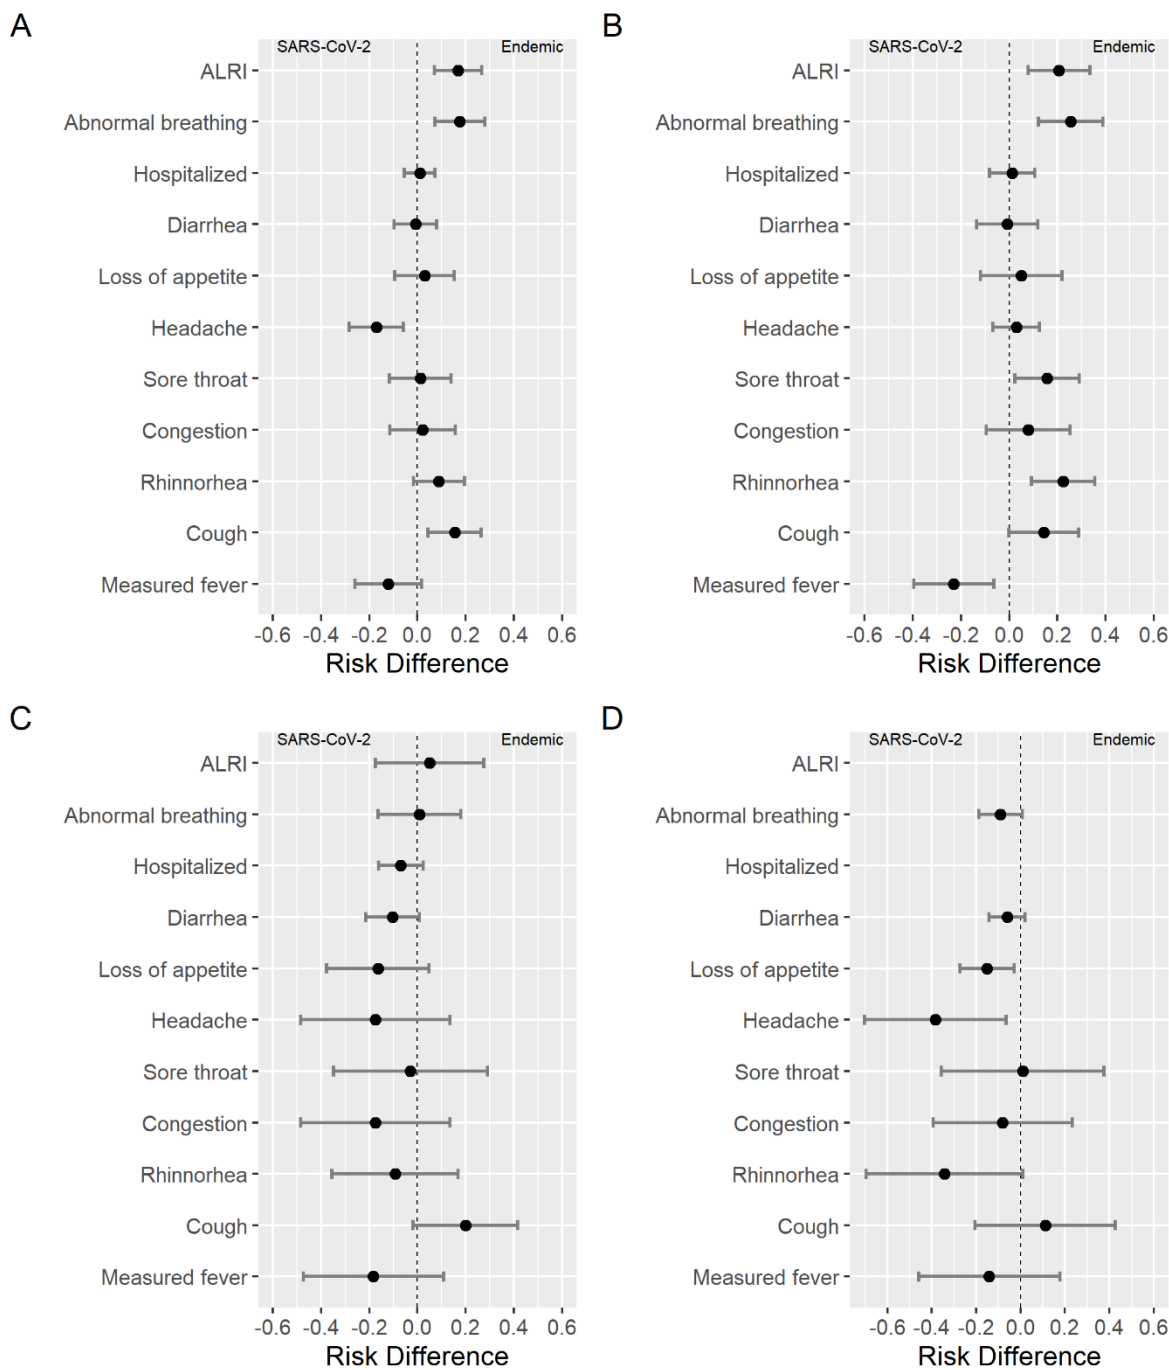 A
SARS-CoV-2 Endemic
ALRI
Abnormal breathing
Hospitalized
Diarrhea
Loss of appetite
Headache
Sore throat
Congestion
Rhinnorhea
Cough
Measured fever
-0.6 -0.4 -0.2 0.0 0.2 0.4 0.6
Risk Difference
B
SARS-CoV-2 Endemic
ALRI
Abnormal breathing
Hospitalized
Diarrhea
Loss of appetite
Headache
Sore throat
Congestion
Rhinnorhea
Cough
Measured fever
-0.6 -0.4 -0.2 0.0 0.2 0.4 0.6
Risk Difference
C
SARS-CoV-2 Endemic
ALRI
Abnormal breathing
Hospitalized
Diarrhea
Loss of appetite
Headache
Sore throat
Congestion
Rhinnorhea
Cough
Measured fever
-0.6 -0.4 -0.2 0.0 0.2 0.4 0.6
Risk Difference
D
SARS-CoV-2 Endemic
ALRI
Abnormal breathing
Hospitalized
Diarrhea
Loss of appetite
Headache
Sore throat
Congestion
Rhinnorhea
Cough
Measured fever
-0.6 -0.4 -0.2 0.0 0.2 0.4 0.6
Risk Difference